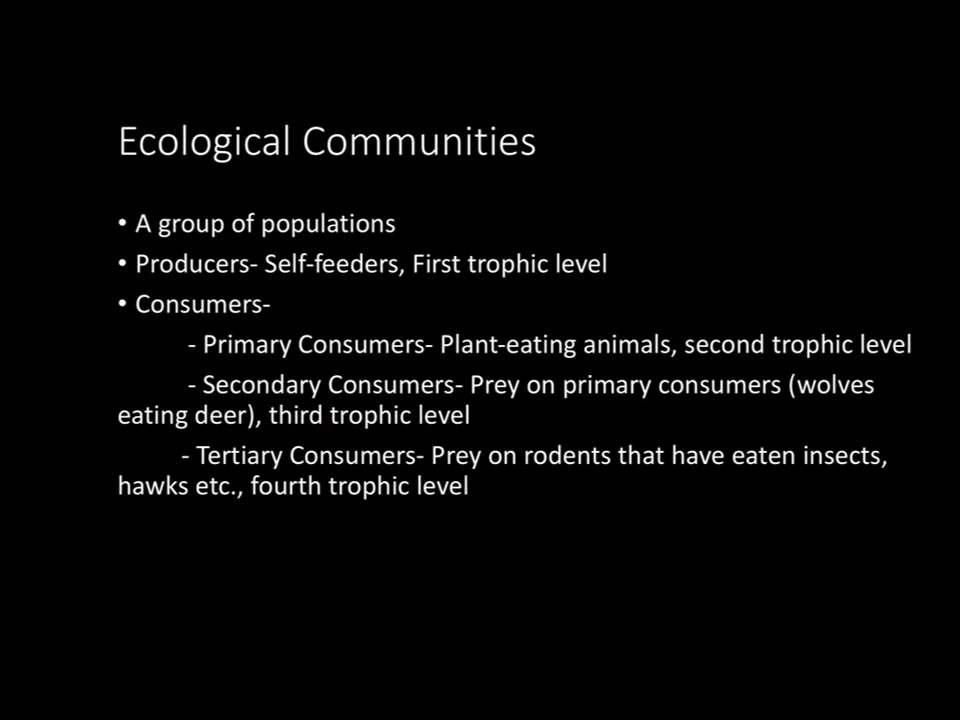 Ecological Communities
• A group of populations
• Producers- Self-feeders, First trophic level
• Consumers-
- Primary Consumers- Plant-eating animals, second trophic level
- Secondary Consumers- Prey on primary consumers (wolves
eating deer), third trophic level
- Tertiary Consumers- Prey on rodents that have eaten insects,
hawks etc., fourth trophic level